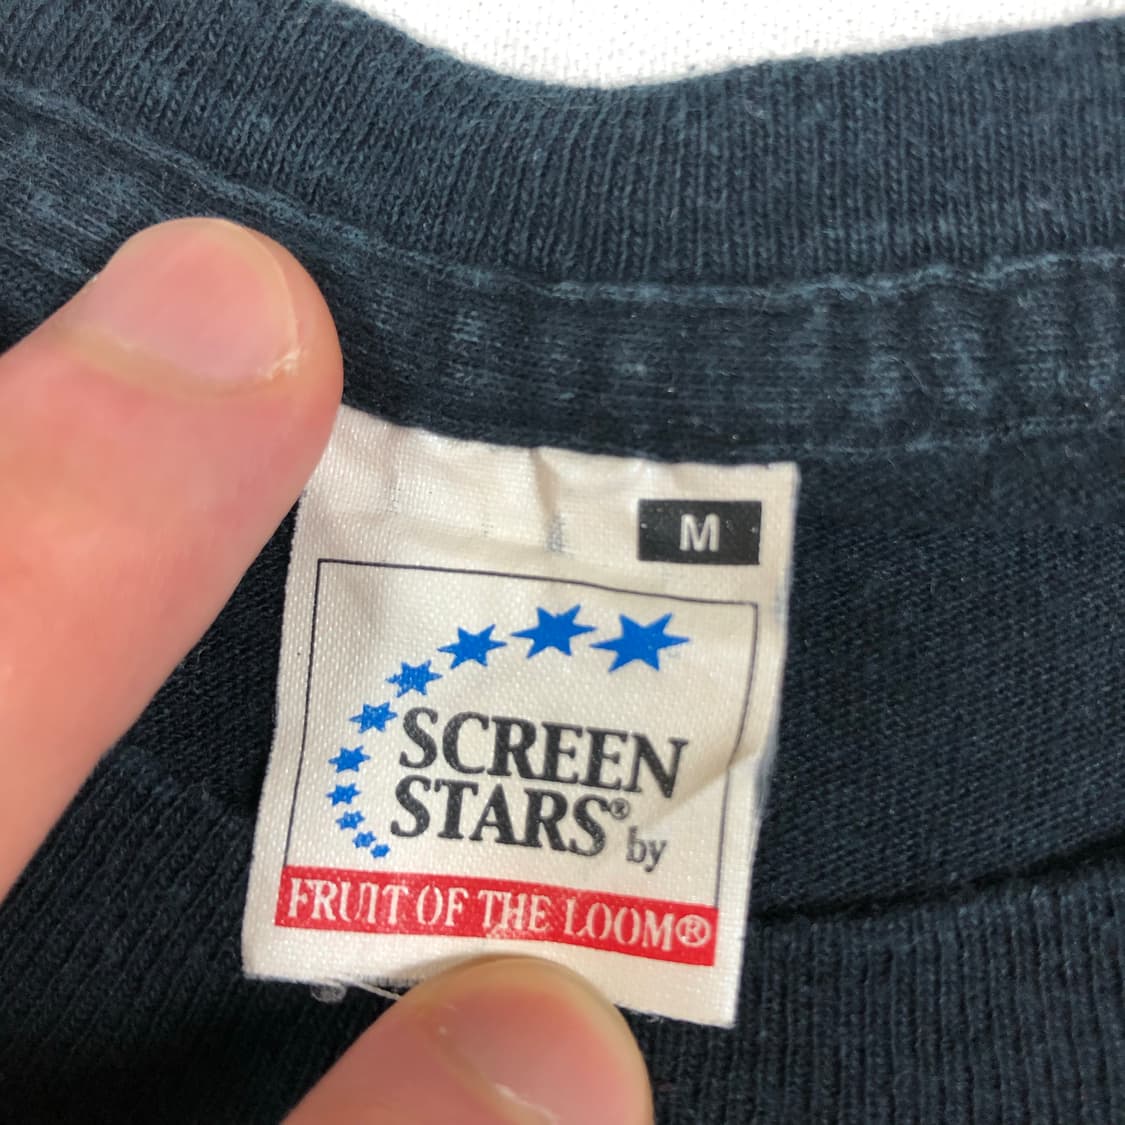 M
SCREEN
STARS®
by
FRUIT OF THE LOOM®